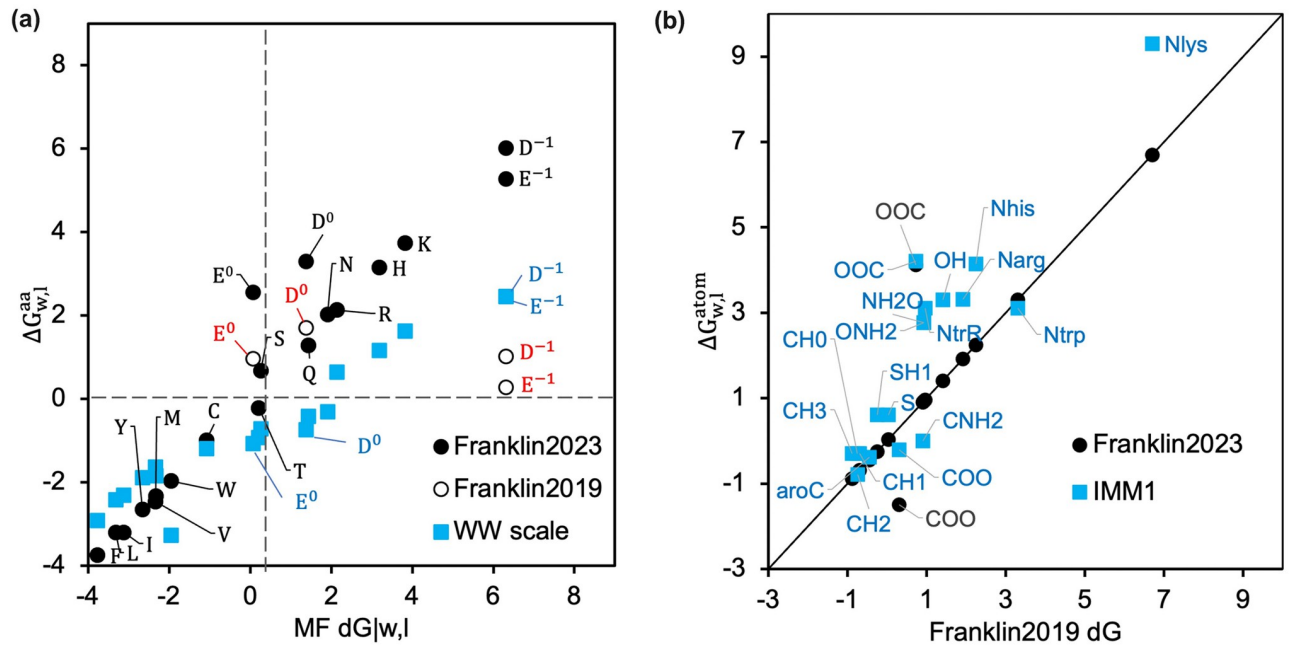 (a)
8
6
4
2
0
-2
-4
-4
-2
0
2
4
6
8
ΔG^aa_w,l
MF dG|w,l
D⁻¹
E⁻¹
D⁰
K
E⁰
N
H
D⁻¹
D⁰
E⁻¹
R
E⁰
S
D⁻¹
Q
E⁻¹
M
C
Y
D⁰
T
W
E⁰
V
F
L
I
Franklin2023
Franklin2019
WW scale
(b)
9
7
5
3
1
-1
-3
-3
-1
1
3
5
7
9
ΔG^atom_w,l
Franklin2019 dG
Nlys
OOC
Nhis
OOC
OH
Narg
NH2O
ONH2
NtrR
Ntrp
CH0
SH1
CH3
S
CNH2
aroC
CH1
COO
CH2
COO
Franklin2023
IMM1